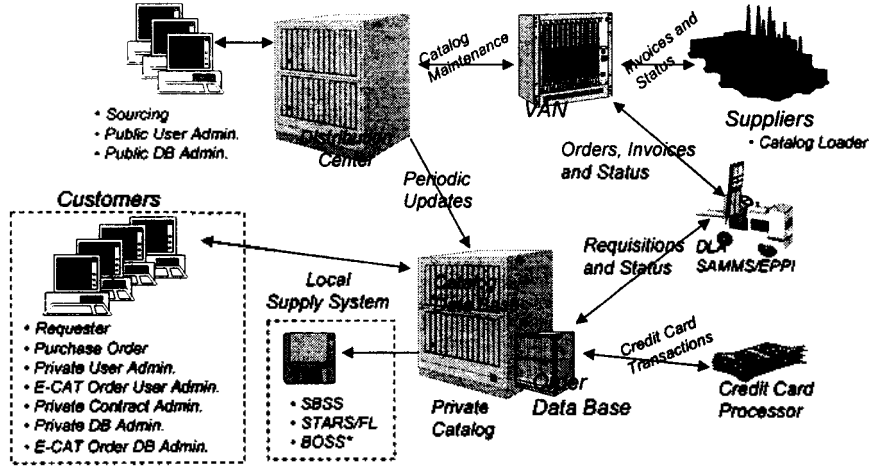 Catalog
Maintenance
Invoices and
Status
VAN
• Sourcing
• Public User Admin.
• Public DB Admin.
Distribution
Center
Suppliers
• Catalog Loader
Orders, Invoices
and Status
Periodic
Updates
Customers
Requisitions
and Status
DLA
SAMMS/EPPI
Local
Supply System
Catalog
Data Base
• Requester
• Purchase Order
• Private User Admin.
• E-CAT Order User Admin.
• Private Contract Admin.
• Private DB Admin.
• E-CAT Order DB Admin.
• SBSS
• STARS/FL
• BOSS*
Private
Catalog
Order
Data Base
Credit Card
Transactions
Credit Card
Processor